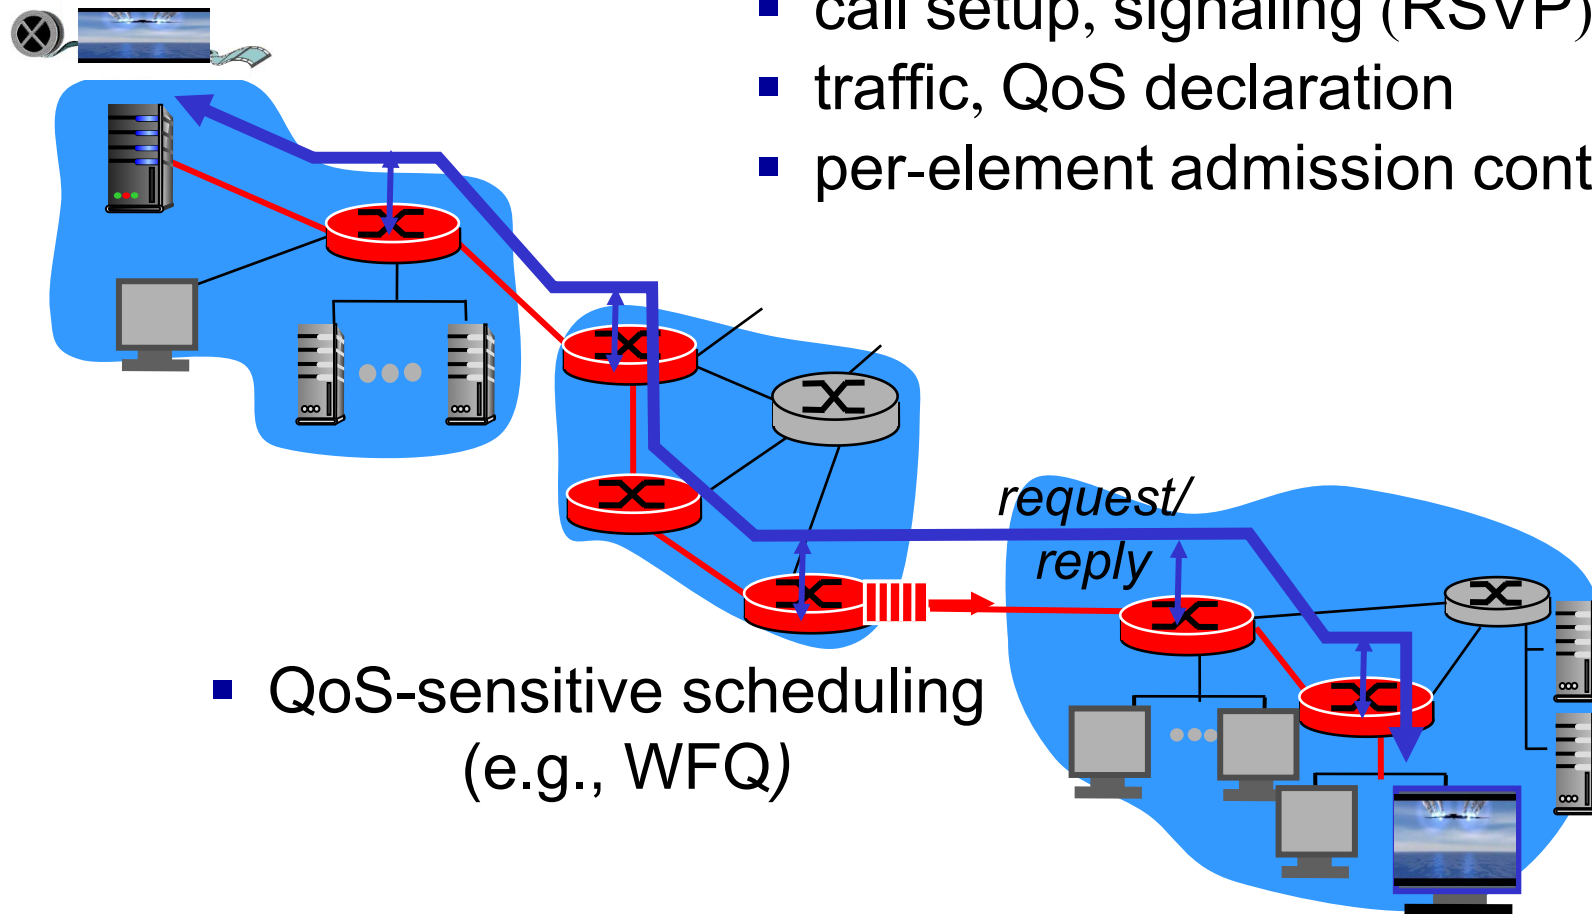 call setup, signaling (RSVP)
traffic, QoS declaration
per-element admission cont
request/
reply
QoS-sensitive scheduling
(e.g., WFQ)